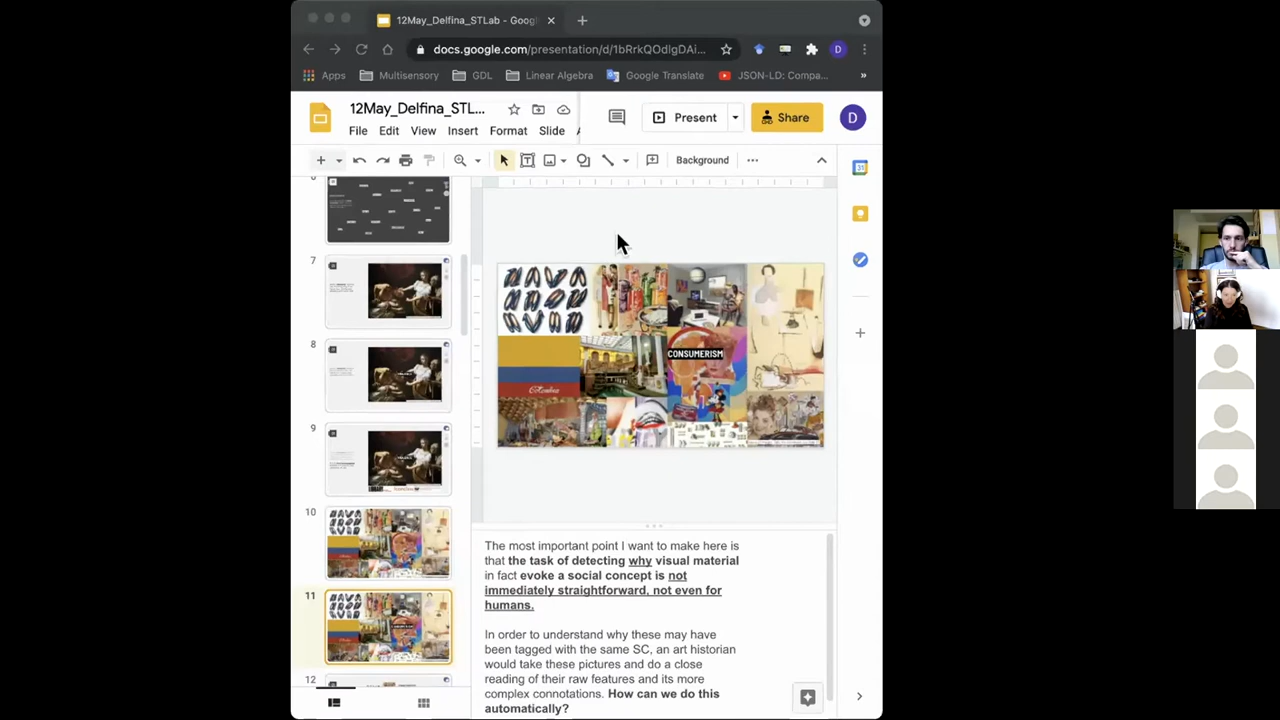 12May_Delfina_STLab - Goog
docs.google.com/presentation/d/1bRrkQOdlgDAi...
D
Apps
Multisensory
GDL
Linear Algebra
Google Translate
JSON-LD: Compa...
»
12May_Delfina_STL...
Present
Share
D
File Edit View Insert Format Slide
Background
31
7
8
9
10
11
12
CONSUMERISM
The most important point I want to make here is
that the task of detecting why visual material
in fact evoke a social concept is not
immediately straightforward, not even for
humans.
In order to understand why these may have
been tagged with the same SC, an art historian
would take these pictures and do a close
reading of their raw features and its more
complex connotations. How can we do this
automatically?